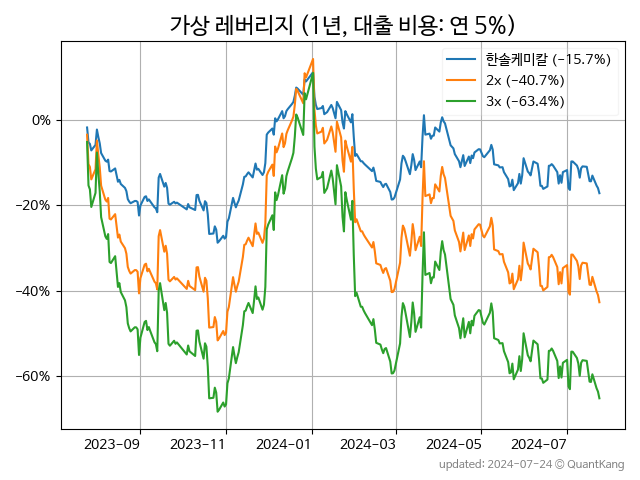 가상 레버리지 (1년, 대출 비용: 연 5%)
한솔케미칼 (−15.7%)
2x (−40.7%)
3x (−63.4%)
0%
−20%
−40%
−60%
2023-09 2023-11 2024-01 2024-03 2024-05 2024-07
updated: 2024-07-24 © QuantKang